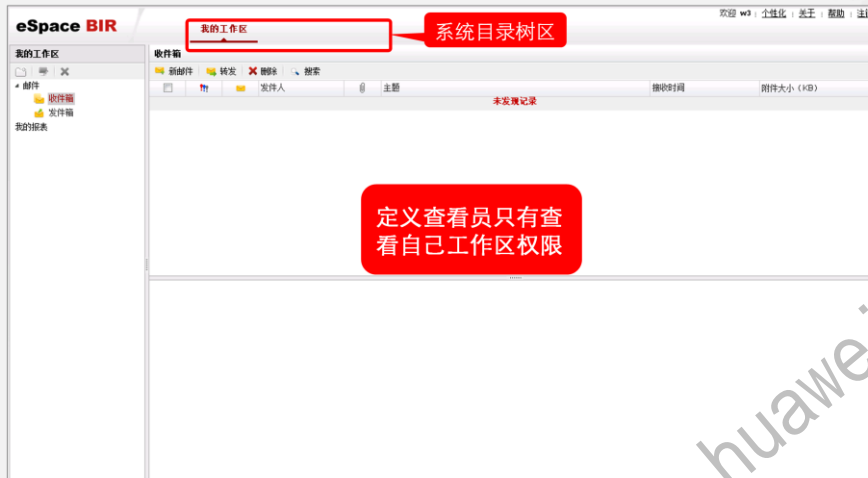 eSpace BIR
我的工作区
系统目录树区
欢迎 w3 | 个性化 | 关于 | 帮助 |
我的工作区
收件箱
新邮件 转发 删除 搜索
邮件
收件箱
发件箱
我的报表
发件人 主题 接收时间 附件大小（KB）
未发现记录
定义查看员只有查
看自己工作区权限
huawe